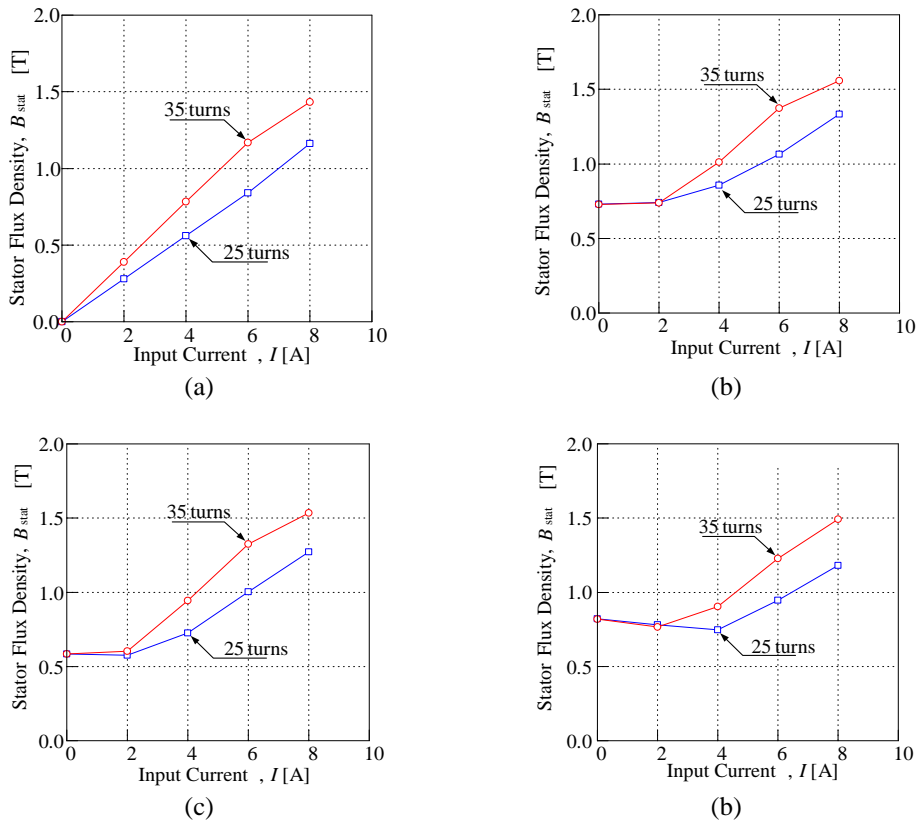 2.0
1.5
1.0
0.5
0.0
Stator Flux Density, B stat [T]
35 turns
25 turns
0 2 4 6 8 10
Input Current , I [A]
(a)
2.0
1.5
1.0
0.5
0.0
Stator Flux Density, B stat [T]
35 turns
25 turns
0 2 4 6 8 10
Input Current , I [A]
(b)
2.0
1.5
1.0
0.5
0.0
Stator Flux Density, B stat [T]
35 turns
25 turns
0 2 4 6 8 10
Input Current , I [A]
(c)
2.0
1.5
1.0
0.5
0.0
Stator Flux Density, B stat [T]
35 turns
25 turns
0 2 4 6 8 10
Input Current , I [A]
(b)